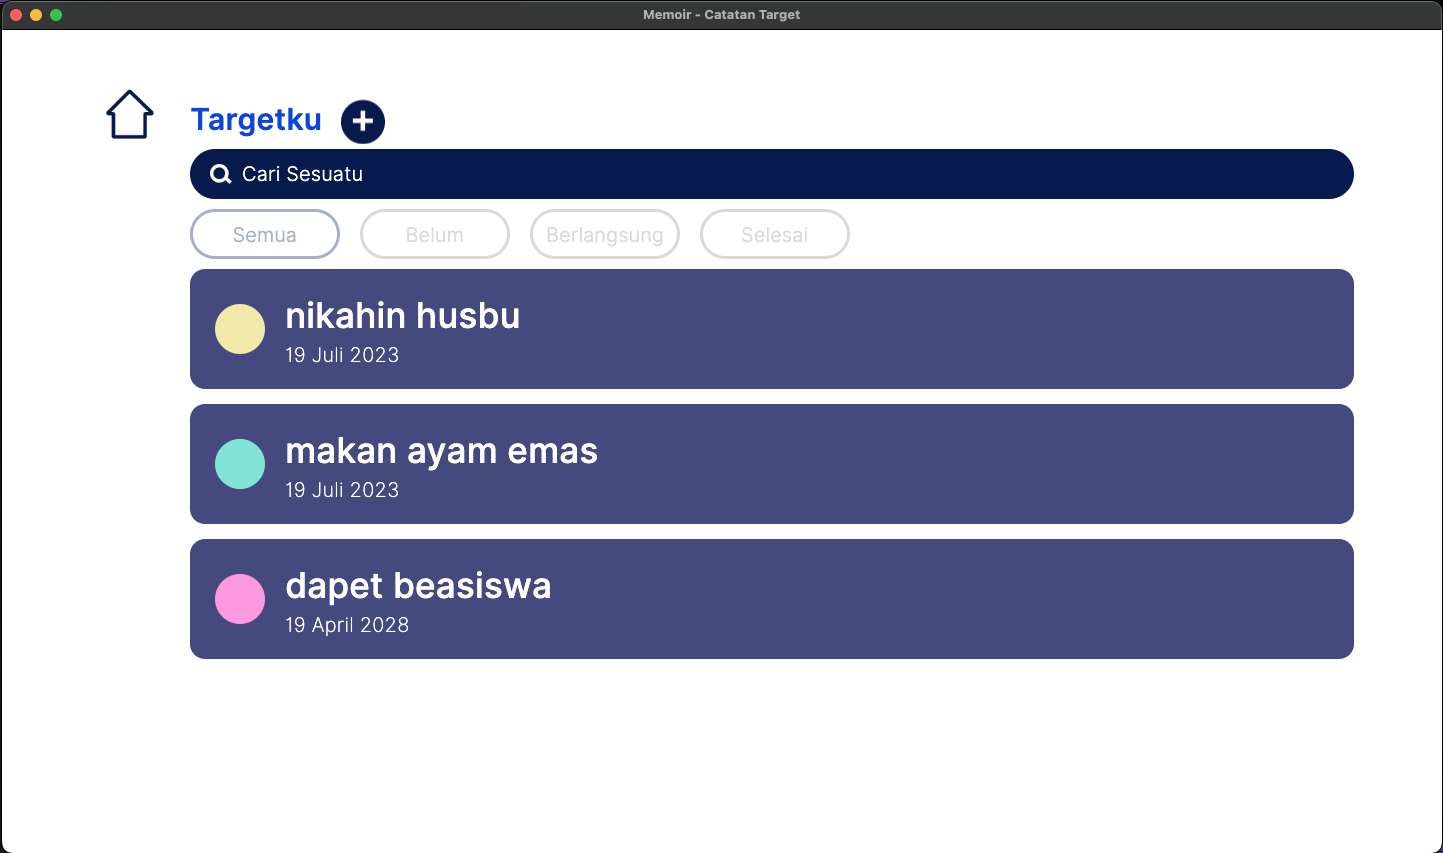 Memoir - Catatan Target
Targetku
Cari Sesuatu
Semua
Belum
Berlangsung
Selesai
nikahin husbu
19 Juli 2023
makan ayam emas
19 Juli 2023
dapet beasiswa
19 April 2028